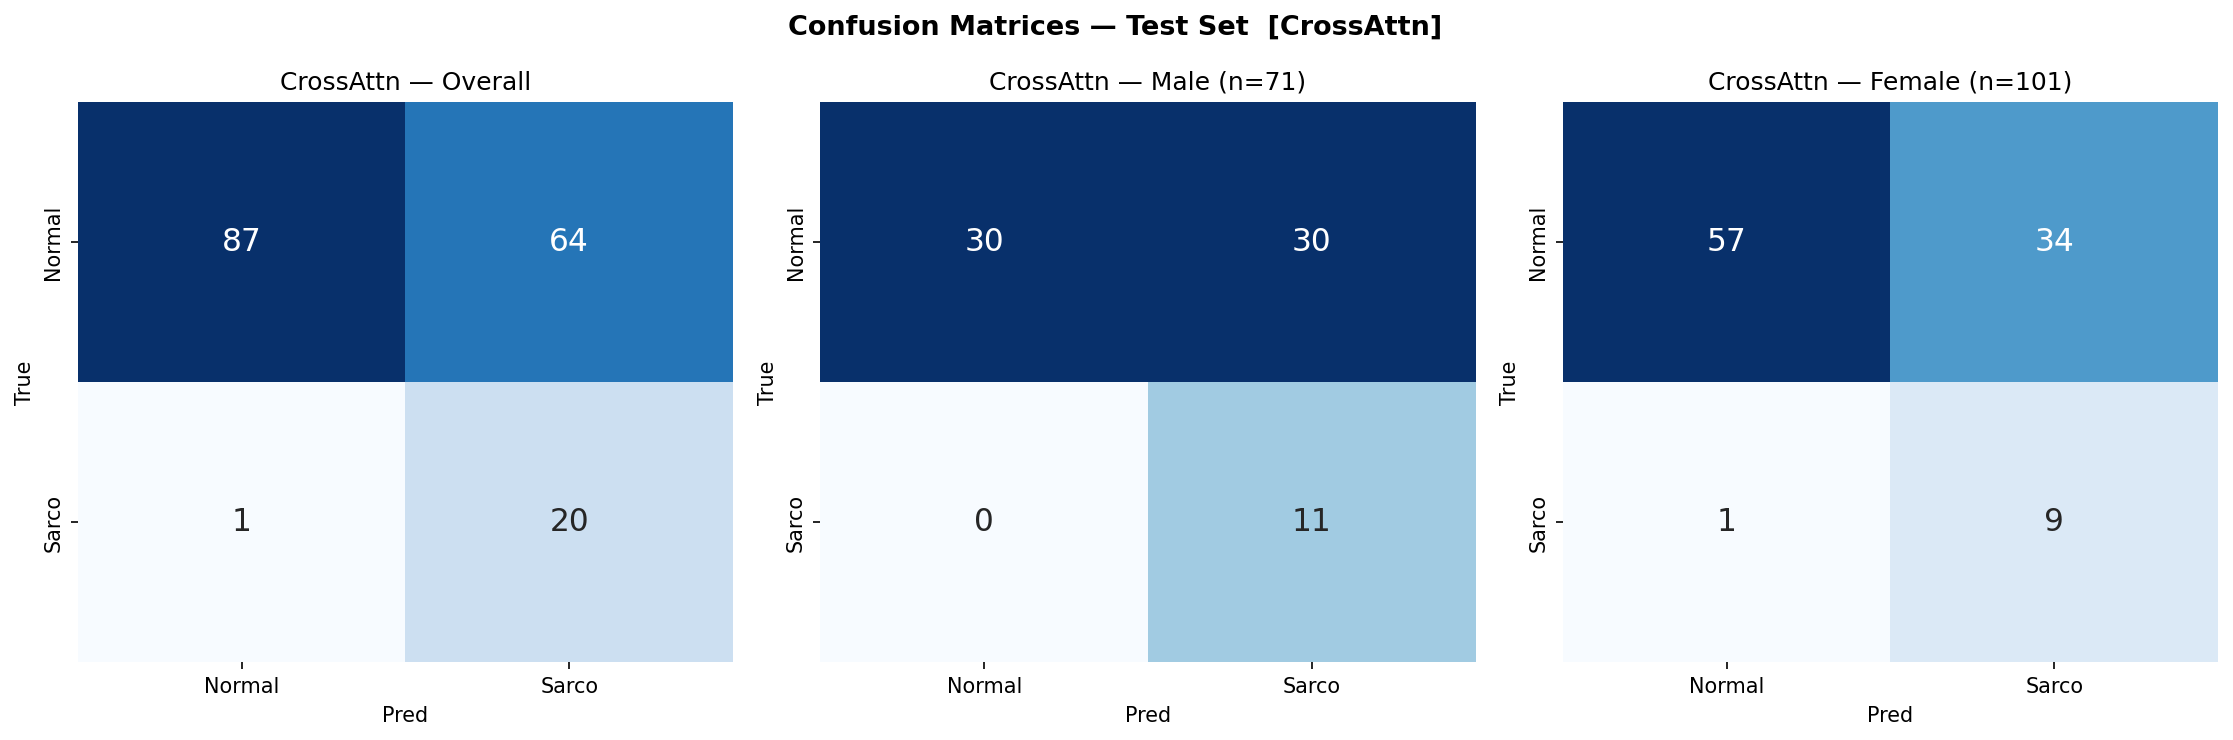 Confusion Matrices — Test Set  [CrossAttn]
CrossAttn — Overall
True
Normal
Sarco
87
64
1
20
Normal
Sarco
Pred
CrossAttn — Male (n=71)
True
Normal
Sarco
30
30
0
11
Normal
Sarco
Pred
CrossAttn — Female (n=101)
True
Normal
Sarco
57
34
1
9
Normal
Sarco
Pred